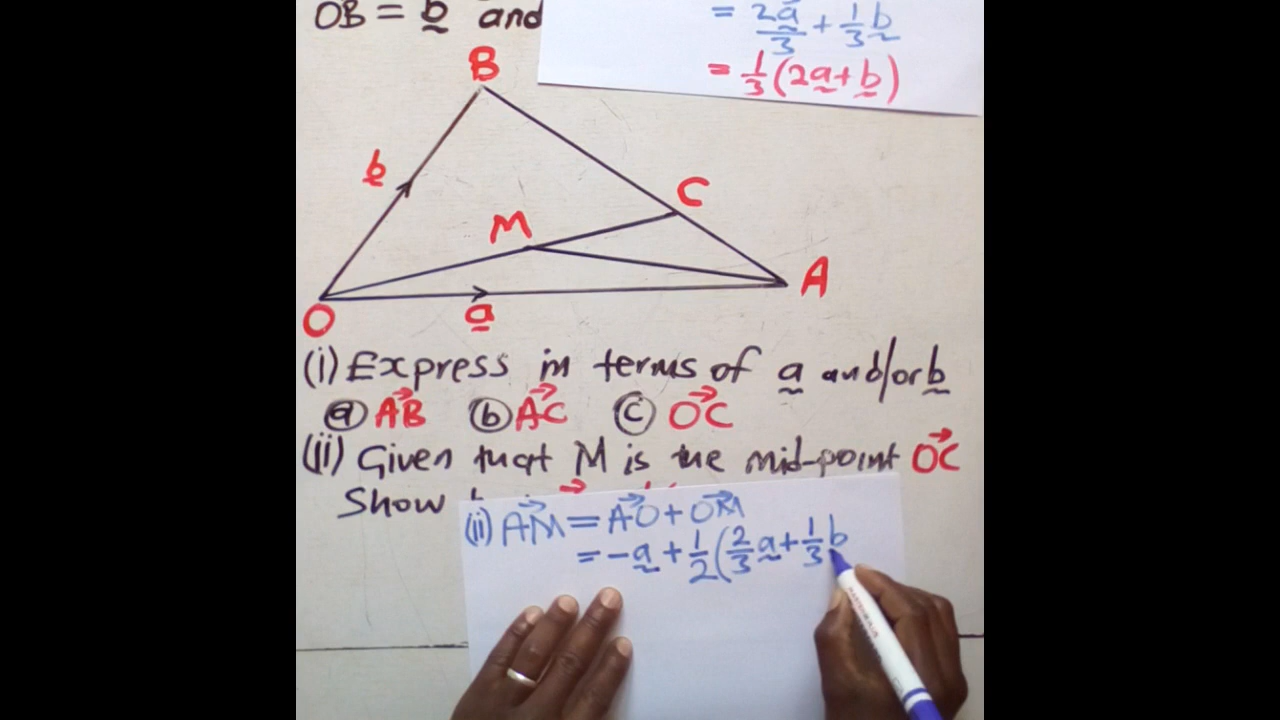 OB = b and
= 2a/3 + 1/3 b
= 1/3 (2a + b)
B
b
C
M
A
O
a
(i) Express in terms of a and/or b
(a) AB (b) AC (c) OC
(ii) Given that M is the mid-point OC
Show
(ii) AM = AO + OM
= -a + 1/2 (2/3 a + 1/3 b